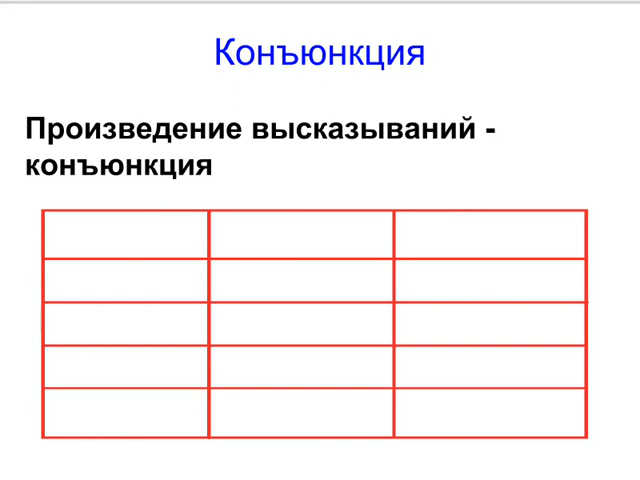 Конъюнкция
Произведение высказываний -
конъюнкция